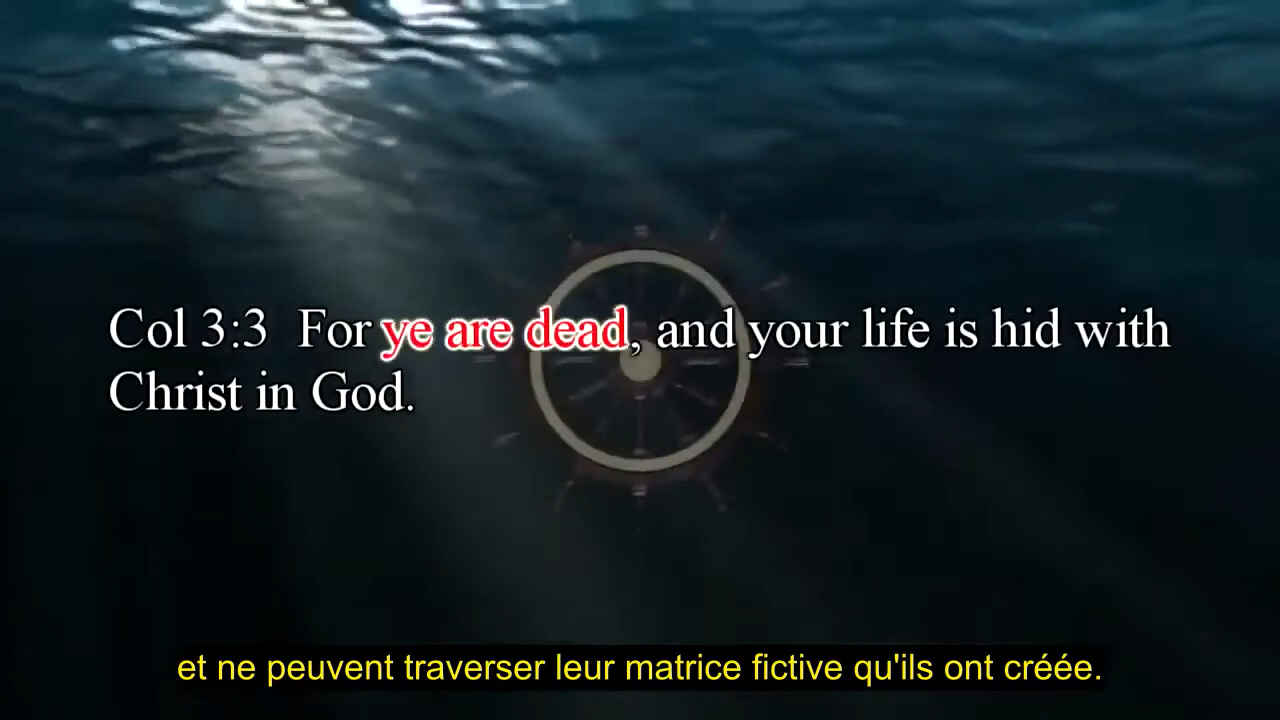 Col 3:3 For ye are dead, and your life is hid with
Christ in God.
et ne peuvent traverser leur matrice fictive qu'ils ont créée.